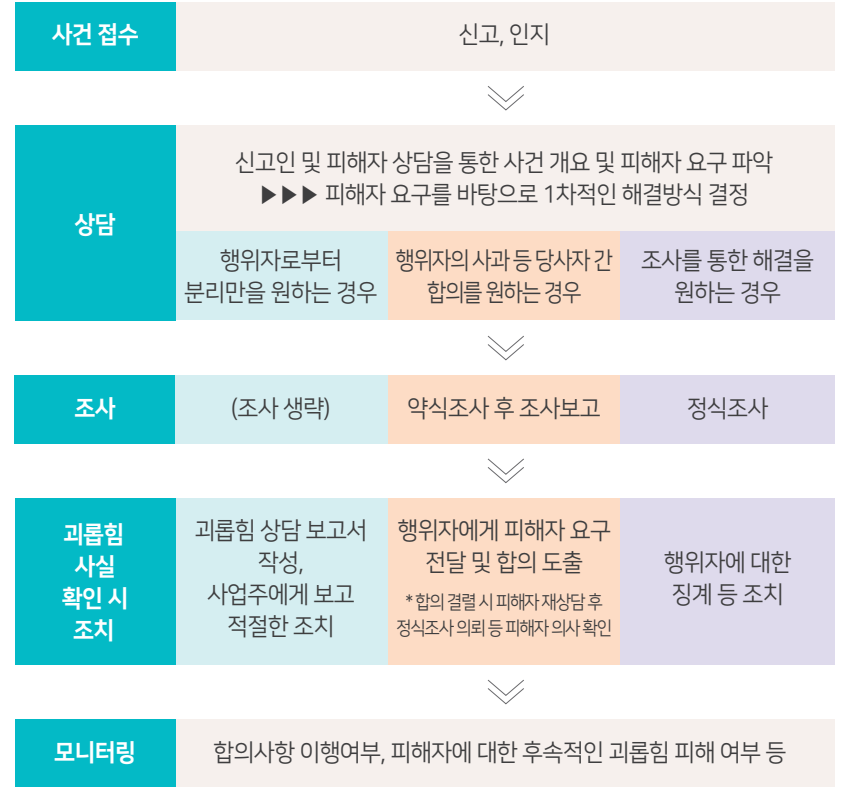 사건 접수
신고, 인지
상담
신고인 및 피해자 상담을 통한 사건 개요 및 피해자 요구 파악
▶▶▶ 피해자 요구를 바탕으로 1차적인 해결방식 결정
행위자로부터
분리만을 원하는 경우
행위자의 사과 등 당사자 간
합의를 원하는 경우
조사를 통한 해결을
원하는 경우
조사
(조사 생략)
약식조사 후 조사보고
정식조사
괴롭힘
사실
확인 시
조치
괴롭힘 상담 보고서
작성,
사업주에게 보고
적절한 조치
행위자에게 피해자 요구
전달 및 합의 도출
* 합의 결렬 시 피해자 재상담 후
정식조사 의뢰 등 피해자 의사 확인
행위자에 대한
징계 등 조치
모니터링
합의사항 이행여부, 피해자에 대한 후속적인 괴롭힘 피해 여부 등